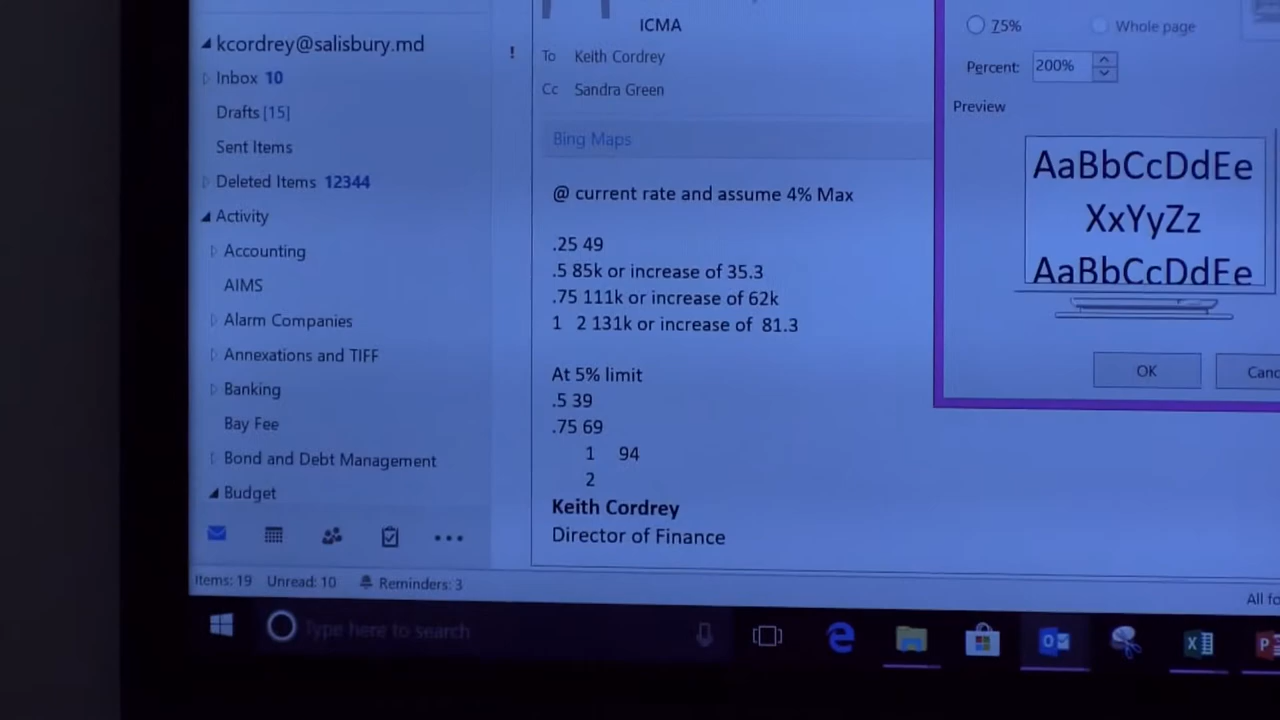 kcordrey@salisbury.md
Inbox 10
Drafts [15]
Sent Items
Deleted Items 12344
Activity
Accounting
AIMS
Alarm Companies
Annexations and TIFF
Banking
Bay Fee
Bond and Debt Management
Budget
Items: 19 Unread: 10 Reminders: 3
ICMA
! To Keith Cordrey
Cc Sandra Green
Bing Maps
@ current rate and assume 4% Max
.25 49
.5 85k or increase of 35.3
.75 111k or increase of 62k
1 2 131k or increase of 81.3
At 5% limit
.5 39
.75 69
1 94
2
Keith Cordrey
Director of Finance
75% Whole page
Percent: 200%
Preview
AaBbCcDdEe
XxYyZz
AaBbCcDdEe
OK Canc
All fo
Type here to search